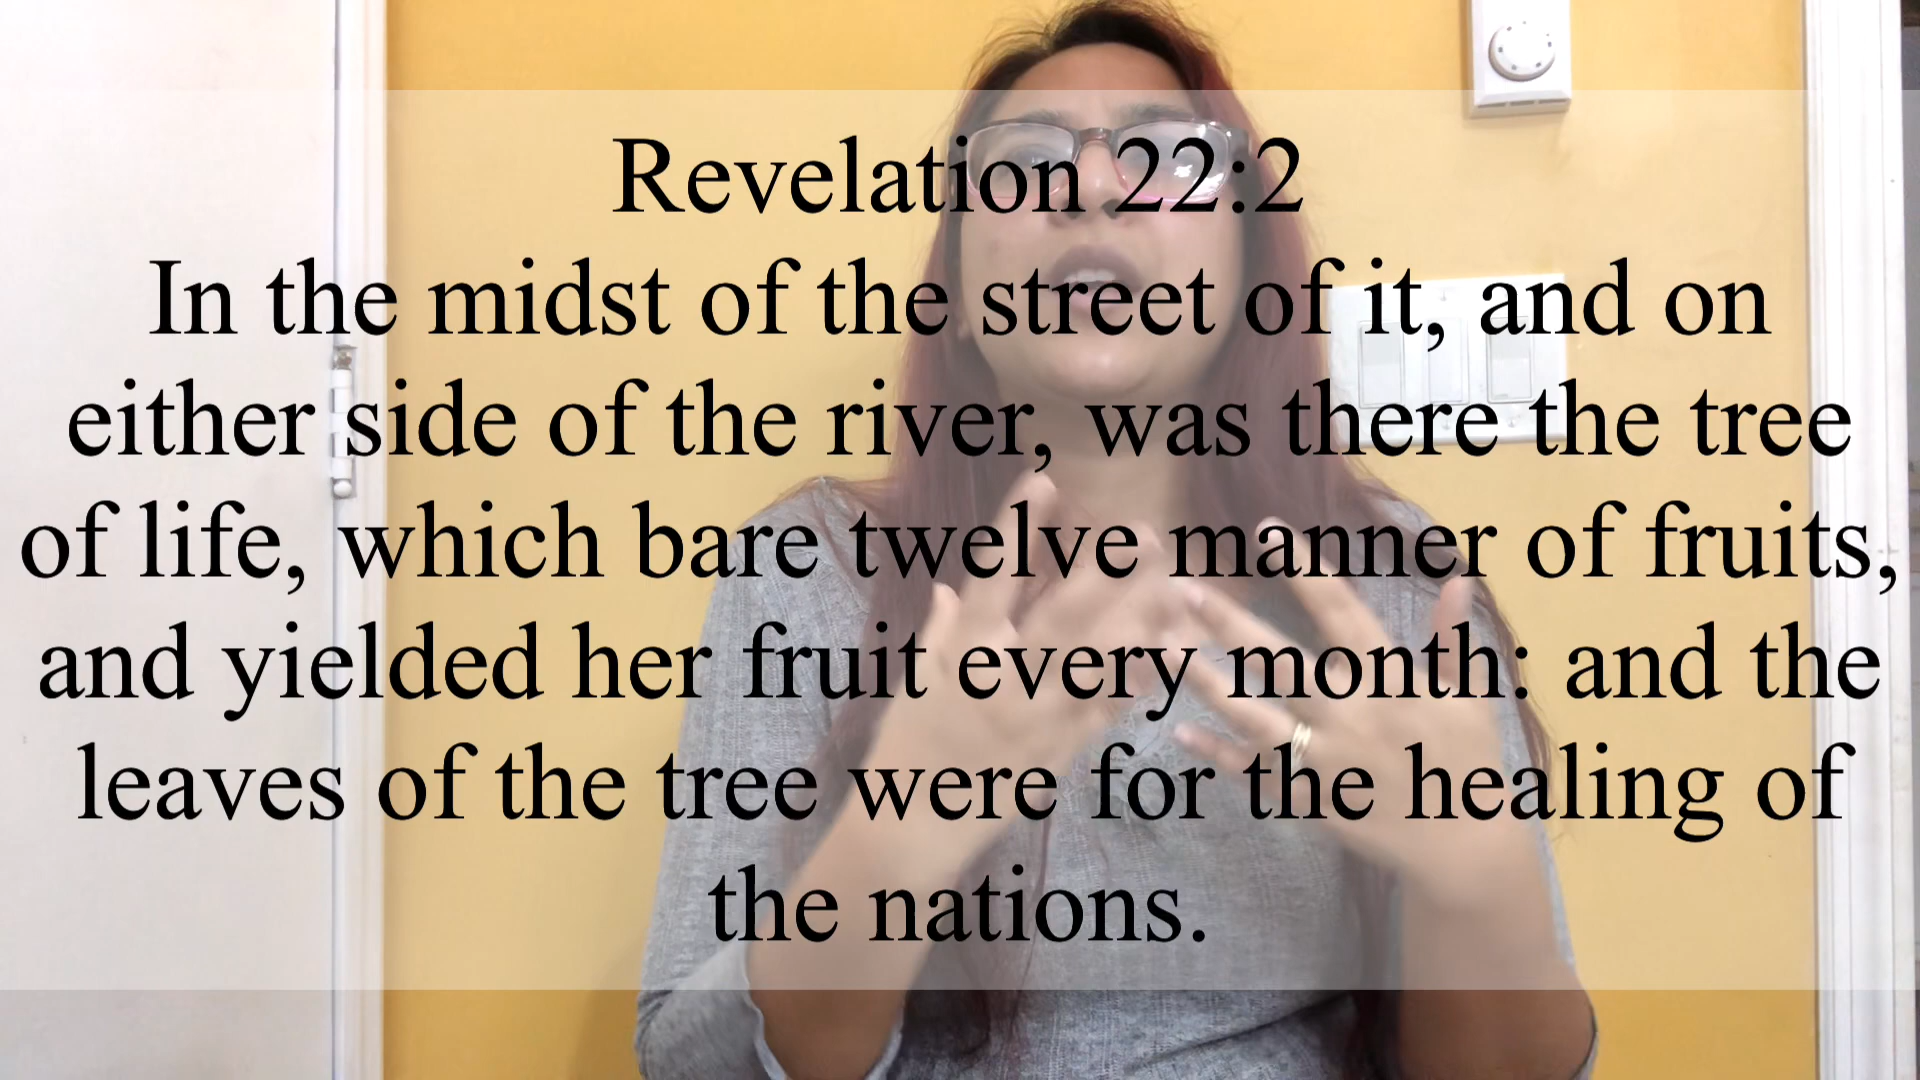 Revelation 22:2
In the midst of the street of it, and on
either side of the river, was there the tree
of life, which bare twelve manner of fruits,
and yielded her fruit every month: and the
leaves of the tree were for the healing of
the nations.